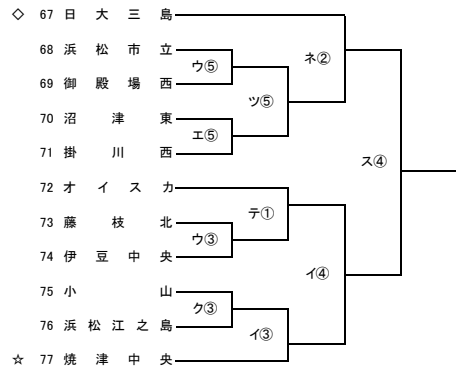 ◇ 67 日大三島
ネ②
68 浜松市立
ウ⑤
69 御殿場西
ツ⑤
70 沼津東
エ⑤
71 掛川西
ス④
72 オイスカ
テ①
73 藤枝北
ウ③
74 伊豆中央
イ④
75 小山
ク③
76 浜松江之島
イ③
☆ 77 焼津中央